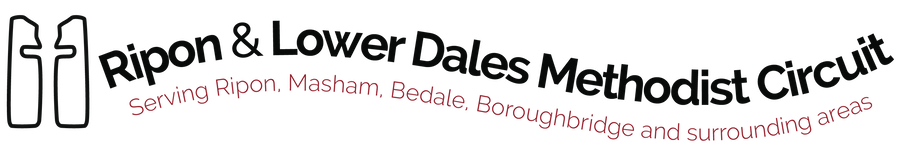 Ripon & Lower Dales Methodist Circuit
Serving Ripon, Masham, Bedale, Boroughbridge and surrounding areas